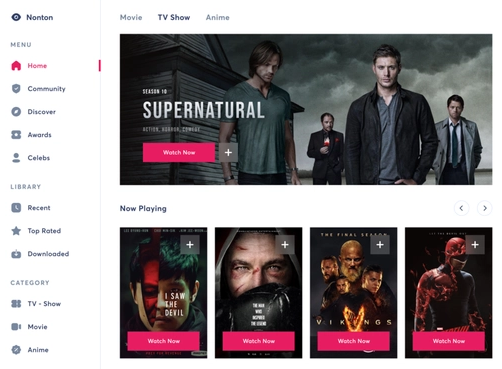 Nonton
Movie TV Show Anime
MENU
Home
Community
Discover
Awards
Celebs
LIBRARY
Recent
Top Rated
Downloaded
CATEGORY
TV - Show
Movie
Anime
SEASON 10
SUPERNATURAL
ACTION, HORROR, COMEDY
Watch Now +
Now Playing
I SAW
THE
DEVIL
Watch Now
THE MAN
WHO
INSPIRED
THE LEGEND
Watch Now
THE FINAL SEASON
VIKINGS
Watch Now
Watch Now